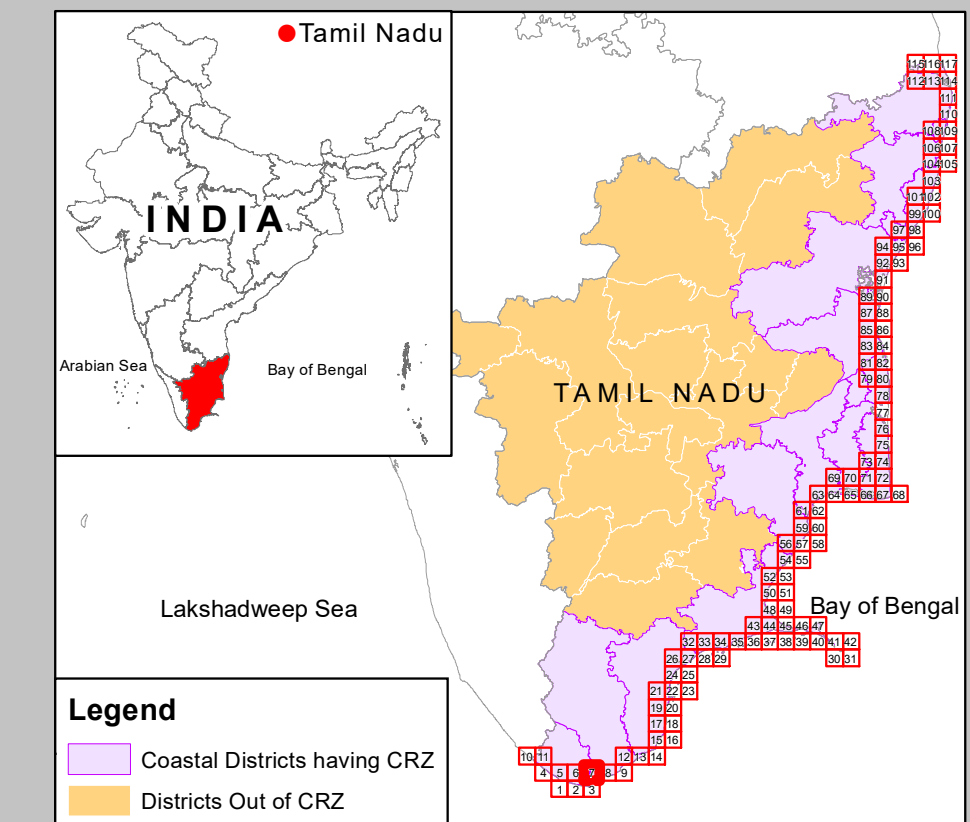 Tamil Nadu
INDIA
Arabian Sea
Bay of Bengal
TAMIL NADU
Lakshadweep Sea
Bay of Bengal
115 116 117
112 113 114
111
110
108 109
106 107
104 105
103
101 102
99 100
97 98
94 95 96
92 93
91
89 90
87 88
85 86
83 84
81 82
79 80
78
77
76
75
73 74
69 70 71 72
63 64 65 66 67 68
61 62
59 60
56 57 58
54 55
52 53
50 51
48 49
43 44 45 46 47
32 33 34 35 36 37 38 39 40 41 42
26 27 28 29 30 31
24 25
21 22 23
19 20
17 18
15 16
10 11 12 13 14
4 5 6 7 8 9
1 2 3
Legend
Coastal Districts having CRZ
Districts Out of CRZ